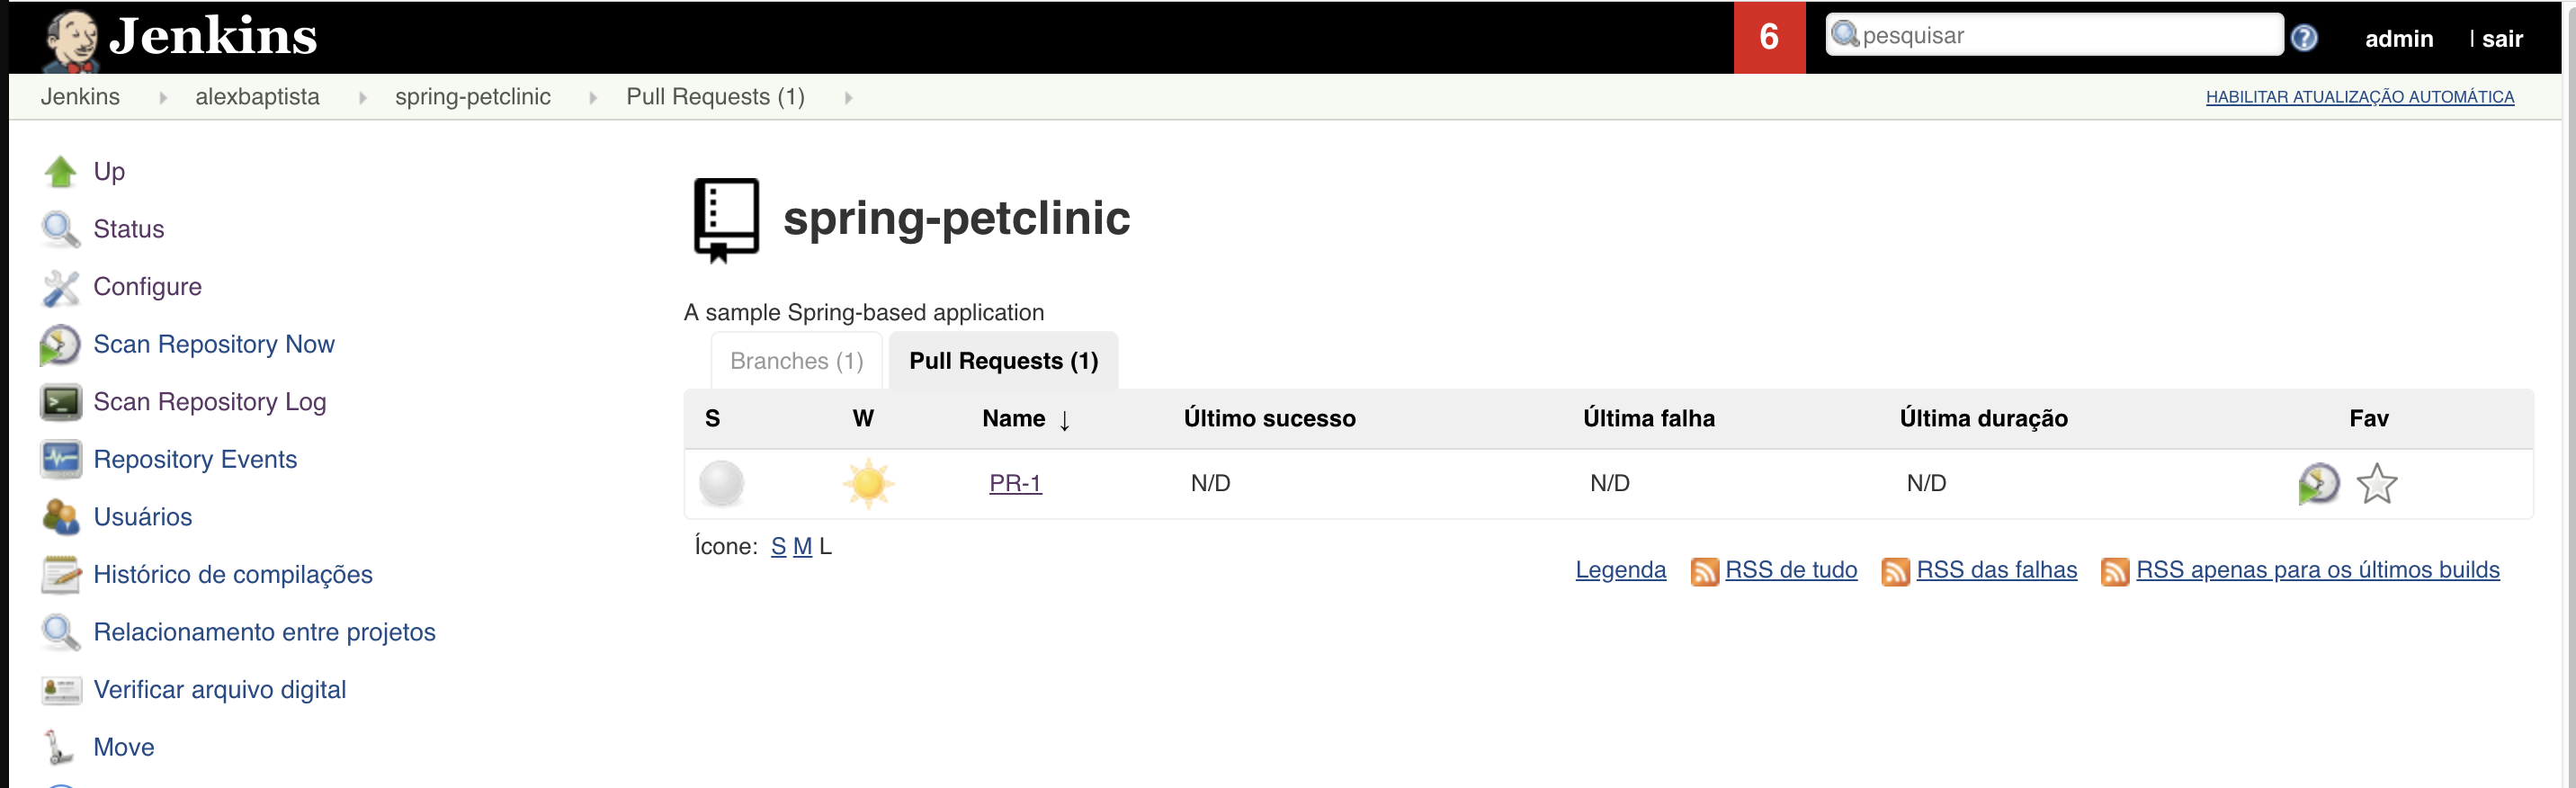 Jenkins
6
pesquisar
admin
| sair
Jenkins alexbaptista spring-petclinic Pull Requests (1)
HABILITAR ATUALIZAÇÃO AUTOMÁTICA
Up
Status
Configure
Scan Repository Now
Scan Repository Log
Repository Events
Usuários
Histórico de compilações
Relacionamento entre projetos
Verificar arquivo digital
Move
spring-petclinic
A sample Spring-based application
Branches (1) Pull Requests (1)
S W Name ↓ Último sucesso Última falha Última duração Fav
PR-1 N/D N/D N/D
Ícone: S M L
Legenda RSS de tudo RSS das falhas RSS apenas para os últimos builds